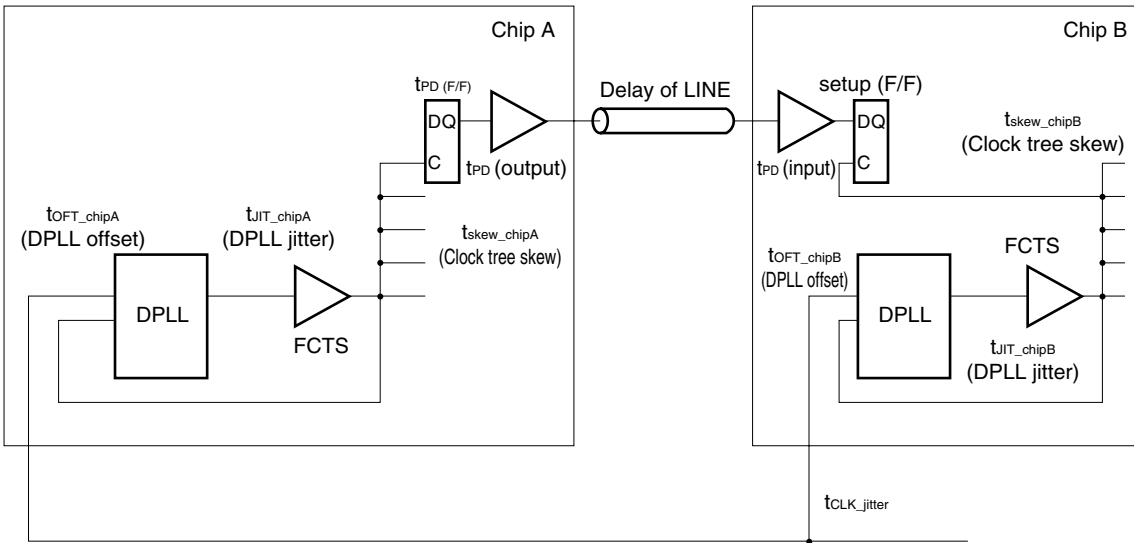 Chip A
Chip B
tPD (F/F)
DQ
C
tPD (output)
Delay of LINE
tPD (input)
setup (F/F)
DQ
C
tskew_chipB
(Clock tree skew)
tOFT_chipA
(DPLL offset)
tJIT_chipA
(DPLL jitter)
tskew_chipA
(Clock tree skew)
DPLL
FCTS
tOFT_chipB
(DPLL offset)
FCTS
DPLL
tJIT_chipB
(DPLL jitter)
tCLK_jitter